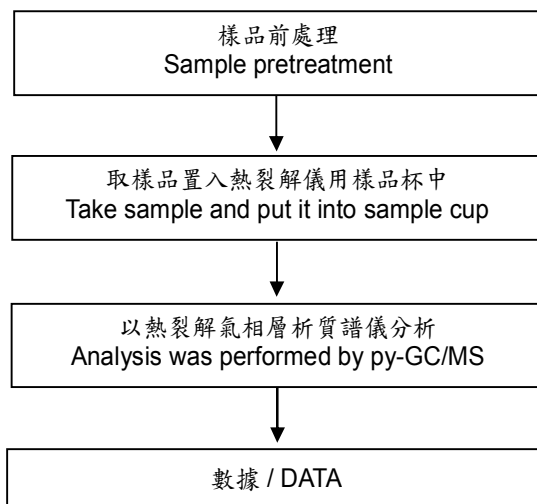 樣品前處理
Sample pretreatment
取樣品置入熱裂解儀用樣品杯中
Take sample and put it into sample cup
以熱裂解氣相層析質譜儀分析
Analysis was performed by py-GC/MS
數據 / DATA